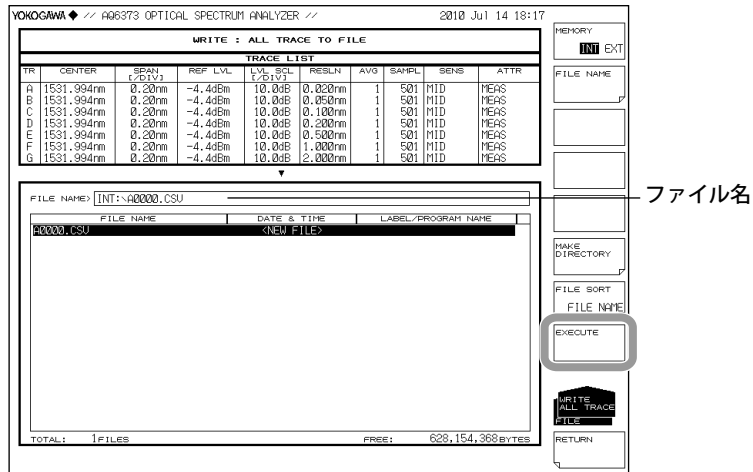 YOKOGAWA ◆ // AQ6373 OPTICAL SPECTRUM ANALYZER // 2010 Jul 14 18:17
WRITE : ALL TRACE TO FILE
TRACE LIST
TR CENTER SPAN [/DIV] REF LVL LVL SCL [/DIV] RESLN AVG SAMPL SENS ATTR
A 1531.994nm 0.20nm -4.4dBm 10.0dB 0.020nm 1 501 MID MEAS
B 1531.994nm 0.20nm -4.4dBm 10.0dB 0.050nm 1 501 MID MEAS
C 1531.994nm 0.20nm -4.4dBm 10.0dB 0.100nm 1 501 MID MEAS
D 1531.994nm 0.20nm -4.4dBm 10.0dB 0.200nm 1 501 MID MEAS
E 1531.994nm 0.20nm -4.4dBm 10.0dB 0.500nm 1 501 MID MEAS
F 1531.994nm 0.20nm -4.4dBm 10.0dB 1.000nm 1 501 MID MEAS
G 1531.994nm 0.20nm -4.4dBm 10.0dB 2.000nm 1 501 MID MEAS
FILE NAME> INT:\A0000.CSV
ファイル名
FILE NAME DATE & TIME LABEL/PROGRAM NAME
A0000.CSV <NEW FILE>
TOTAL: 1FILES FREE: 628,154,368BYTES
MEMORY
INT EXT
FILE NAME
MAKE
DIRECTORY
FILE SORT
FILE NAME
EXECUTE
WRITE
ALL TRACE
FILE
RETURN